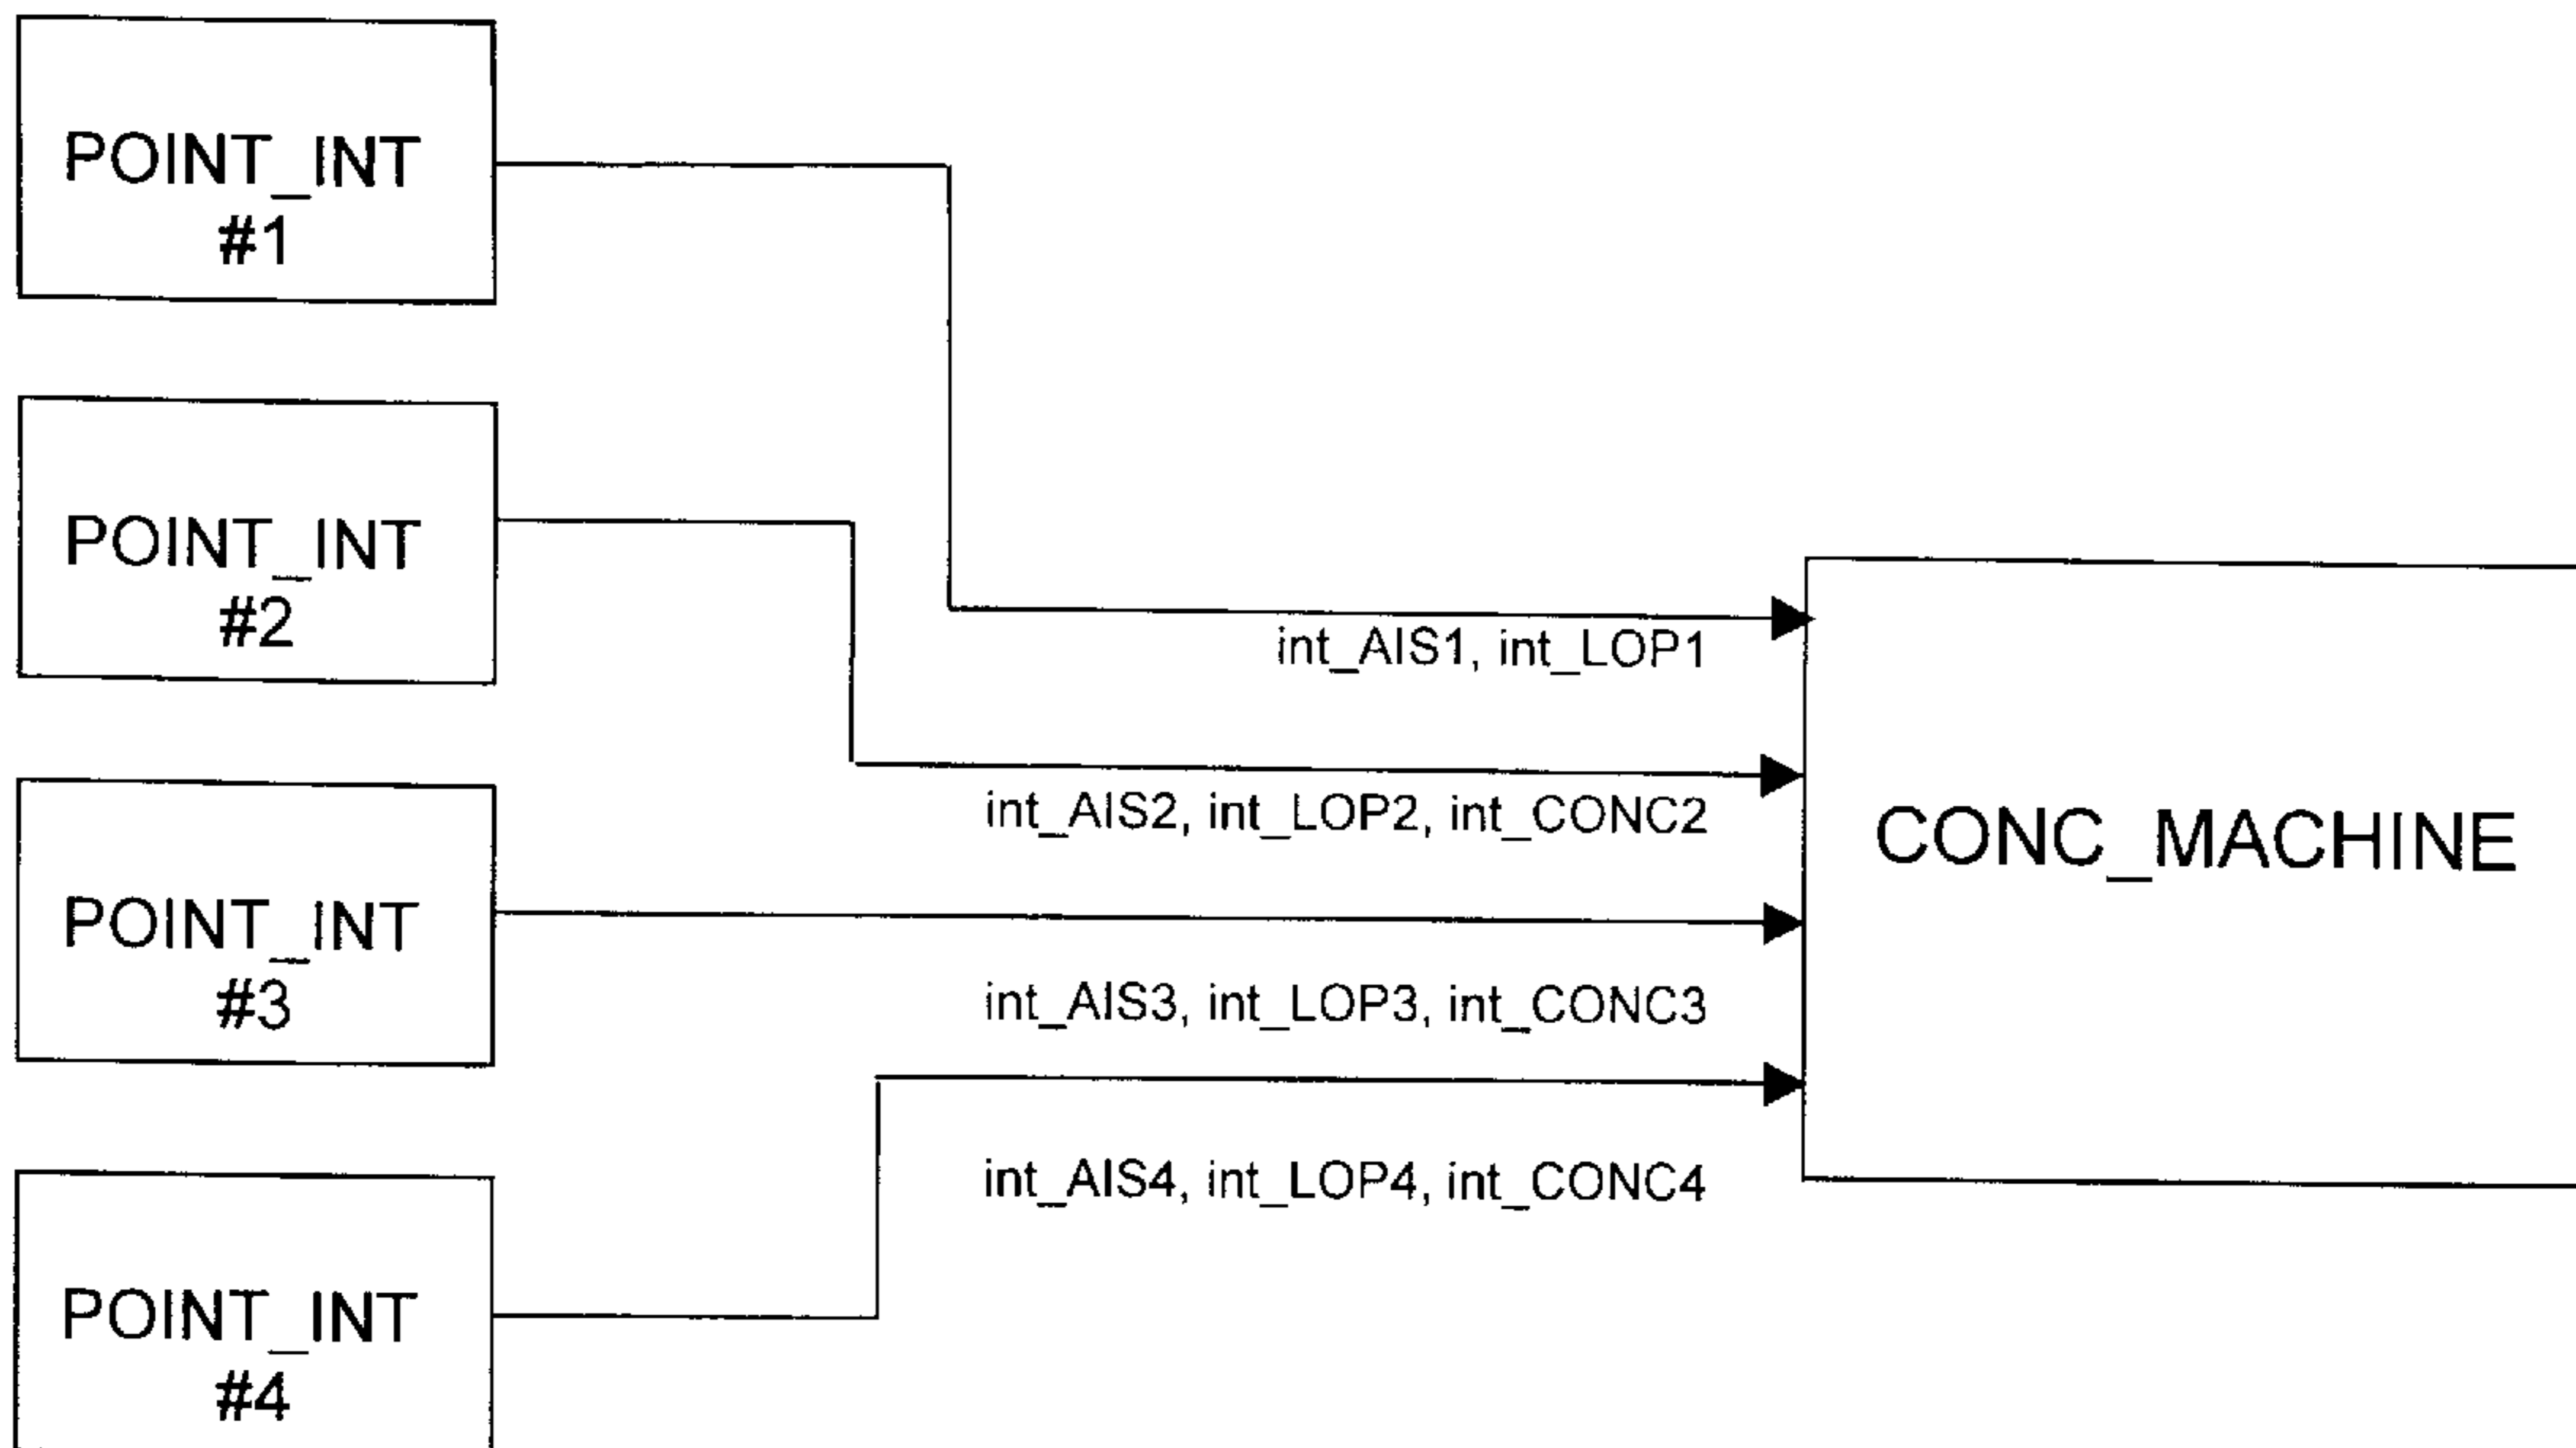 POINT_INT
#1
POINT_INT
#2
int_AIS1, int_LOP1
int_AIS2, int_LOP2, int_CONC2
CONC_MACHINE
POINT_INT
#3
int_AIS3, int_LOP3, int_CONC3
int_AIS4, int_LOP4, int_CONC4
POINT_INT
#4